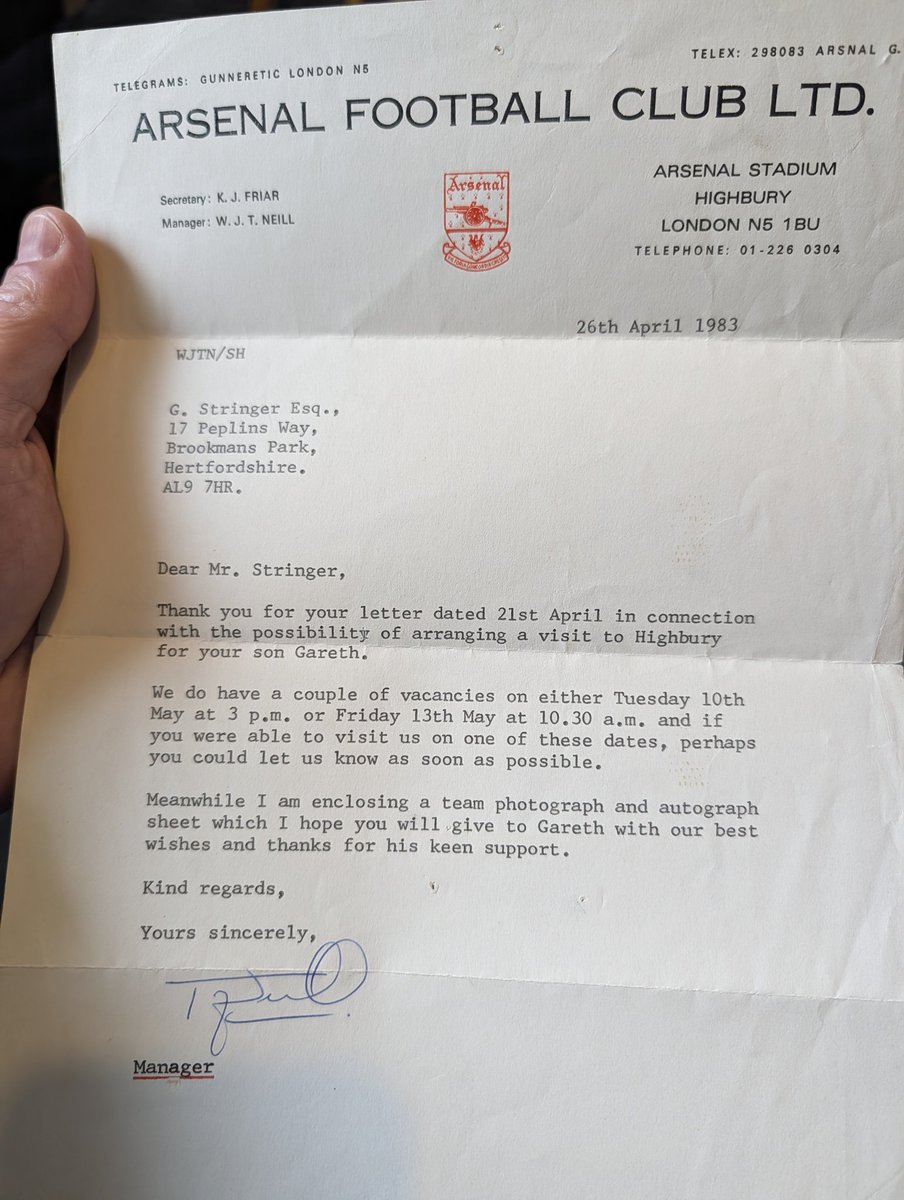 TELEGRAMS: GUNNERETIC LONDON N5
TELEX: 298083 ARSNAL G.
ARSENAL FOOTBALL CLUB LTD.
Secretary: K. J. FRIAR
Manager: W. J. T. NEILL
Arsenal
ARSENAL STADIUM
HIGHBURY
LONDON N5 1BU
TELEPHONE: 01-226 0304
26th April 1983
WJTN/SH
G. Stringer Esq.,
17 Peplins Way,
Brookmans Park,
Hertfordshire.
AL9 7HR.
Dear Mr. Stringer,
Thank you for your letter dated 21st April in connection
with the possibility of arranging a visit to Highbury
for your son Gareth.
We do have a couple of vacancies on either Tuesday 10th
May at 3 p.m. or Friday 13th May at 10.30 a.m. and if
you were able to visit us on one of these dates, perhaps
you could let us know as soon as possible.
Meanwhile I am enclosing a team photograph and autograph
sheet which I hope you will give to Gareth with our best
wishes and thanks for his keen support.
Kind regards,
Yours sincerely,
Manager